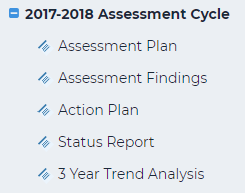 2017-2018 Assessment Cycle
Assessment Plan
Assessment Findings
Action Plan
Status Report
3 Year Trend Analysis